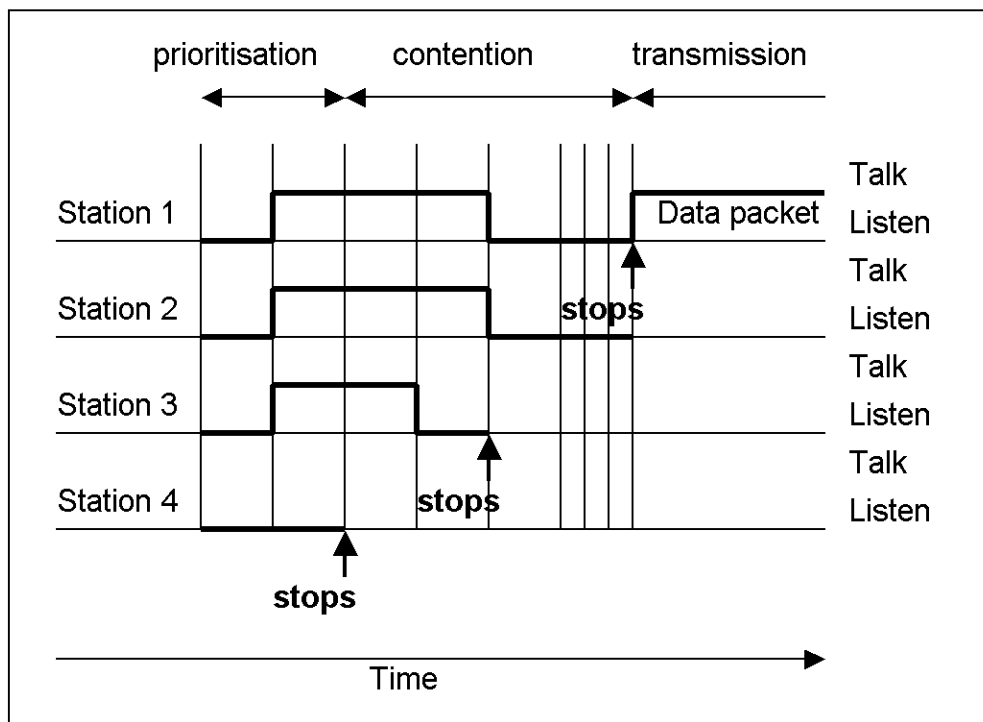 prioritisation contention transmission
Station 1
Talk
Data packet
Listen
Station 2
Talk
stops
Listen
Station 3
Talk
Listen
Station 4
Talk
stops
Listen
stops
Time